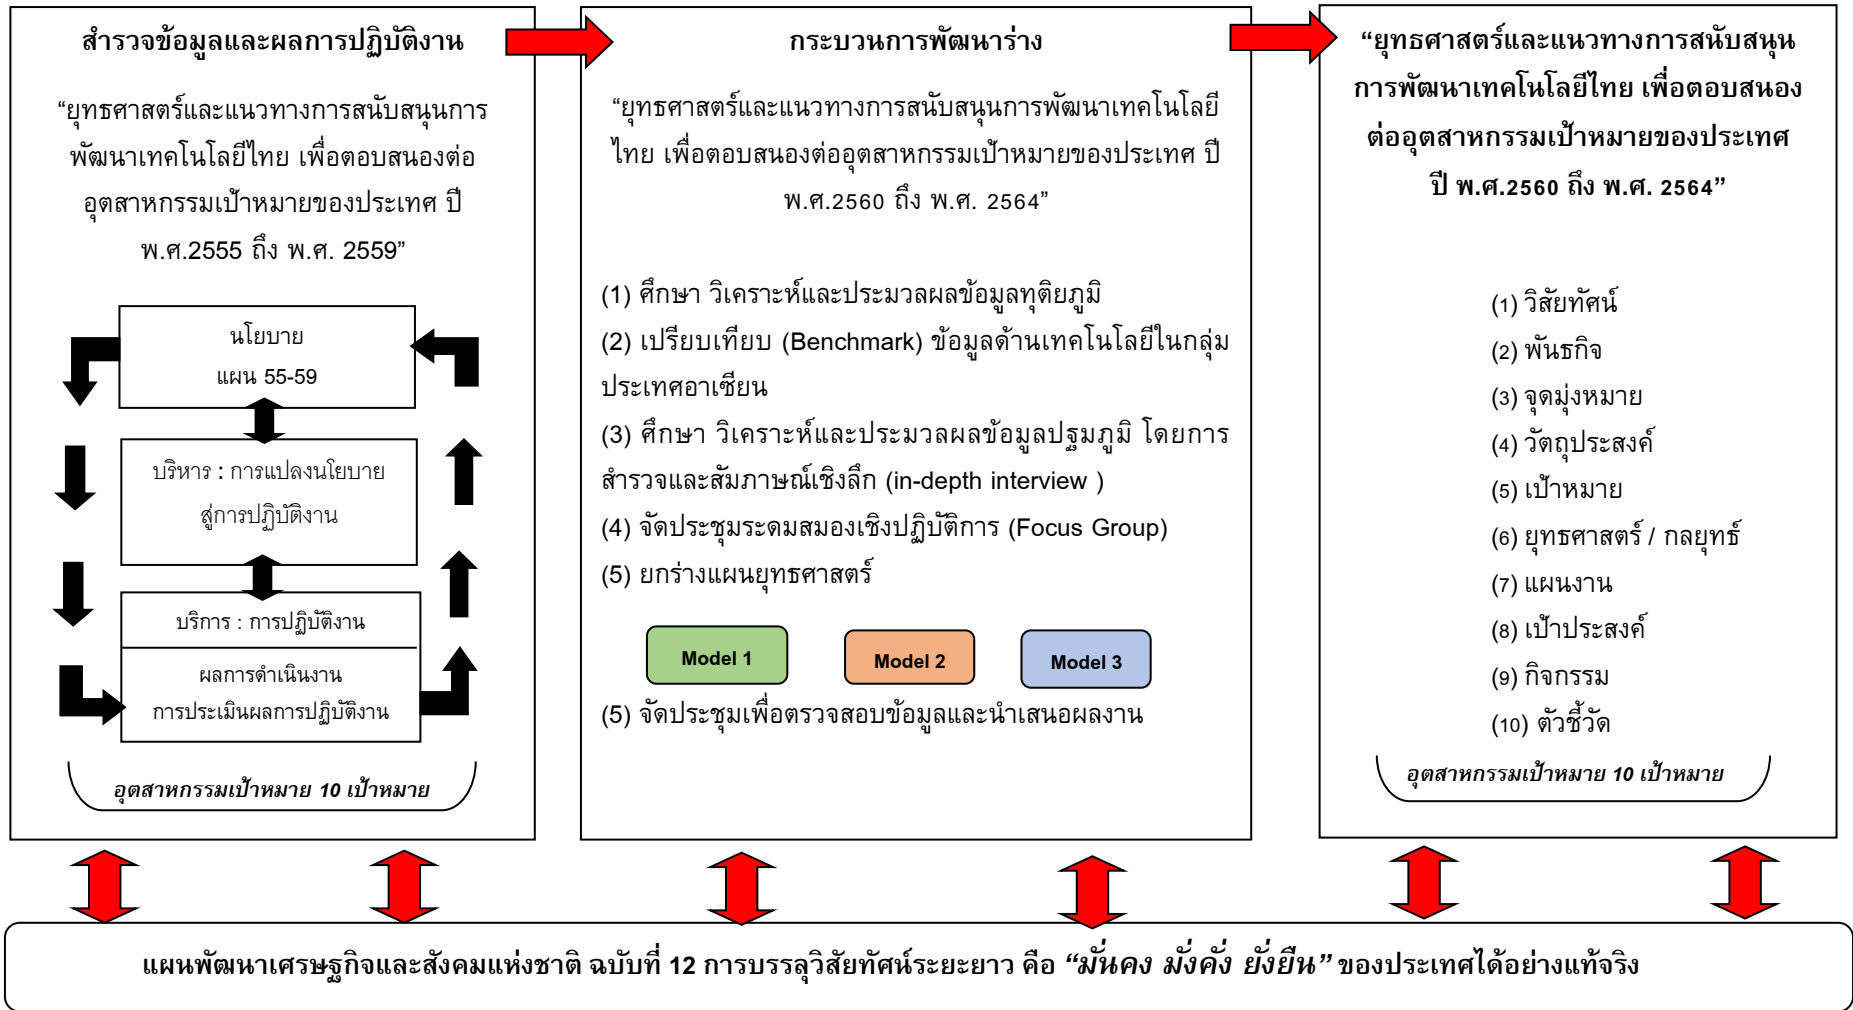 สำรวจข้อมูลและผลการปฏิบัติงาน
“ยุทธศาสตร์และแนวทางการสนับสนุนการ
พัฒนาเทคโนโลยีไทย เพื่อตอบสนองต่อ
อุตสาหกรรมเป้าหมายของประเทศ ปี
พ.ศ.2555 ถึง พ.ศ. 2559”
นโยบาย
แผน 55-59
บริหาร : การแปลงนโยบาย
สู่การปฏิบัติงาน
บริการ : การปฏิบัติงาน
ผลการดำเนินงาน
การประเมินผลการปฏิบัติงาน
อุตสาหกรรมเป้าหมาย 10 เป้าหมาย
กระบวนการพัฒนาร่าง
“ยุทธศาสตร์และแนวทางการสนับสนุนการพัฒนาเทคโนโลยี
ไทย เพื่อตอบสนองต่ออุตสาหกรรมเป้าหมายของประเทศ ปี
พ.ศ.2560 ถึง พ.ศ. 2564”
(1) ศึกษา วิเคราะห์และประมวลผลข้อมูลทุติยภูมิ
(2) เปรียบเทียบ (Benchmark) ข้อมูลด้านเทคโนโลยีในกลุ่ม
ประเทศอาเซียน
(3) ศึกษา วิเคราะห์และประมวลผลข้อมูลปฐมภูมิ โดยการ
สำรวจและสัมภาษณ์เชิงลึก (in-depth interview )
(4) จัดประชุมระดมสมองเชิงปฏิบัติการ (Focus Group)
(5) ยกร่างแผนยุทธศาสตร์
Model 1
Model 2
Model 3
(5) จัดประชุมเพื่อตรวจสอบข้อมูลและนำเสนอผลงาน
“ยุทธศาสตร์และแนวทางการสนับสนุน
การพัฒนาเทคโนโลยีไทย เพื่อตอบสนอง
ต่ออุตสาหกรรมเป้าหมายของประเทศ
ปี พ.ศ.2560 ถึง พ.ศ. 2564”
(1) วิสัยทัศน์
(2) พันธกิจ
(3) จุดมุ่งหมาย
(4) วัตถุประสงค์
(5) เป้าหมาย
(6) ยุทธศาสตร์ / กลยุทธ์
(7) แผนงาน
(8) เป้าประสงค์
(9) กิจกรรม
(10) ตัวชี้วัด
อุตสาหกรรมเป้าหมาย 10 เป้าหมาย
แผนพัฒนาเศรษฐกิจและสังคมแห่งชาติ ฉบับที่ 12 การบรรลุวิสัยทัศน์ระยะยาว คือ “มั่นคง มั่งคั่ง ยั่งยืน” ของประเทศได้อย่างแท้จริง